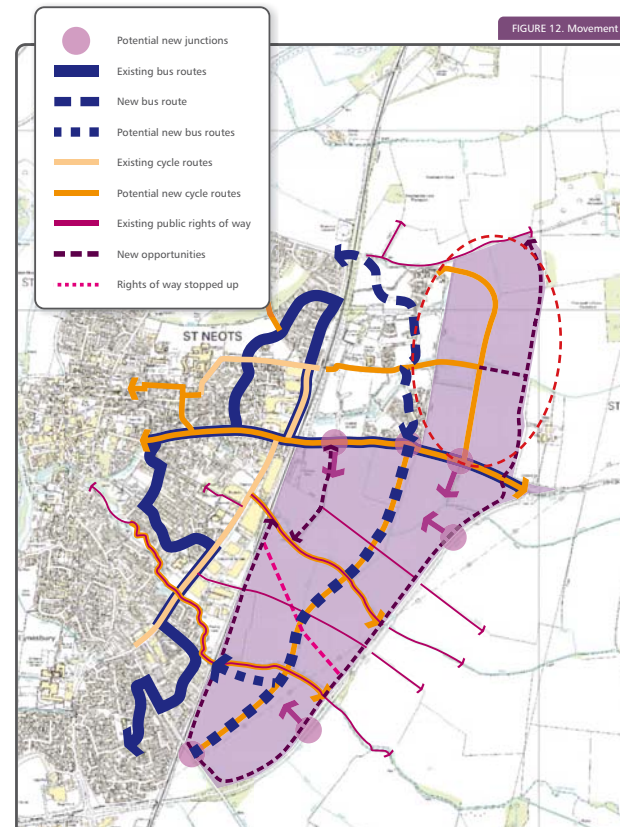 FIGURE 12. Movement
Potential new junctions
Existing bus routes
New bus route
Potential new bus routes
Existing cycle routes
Potential new cycle routes
Existing public rights of way
New opportunities
Rights of way stopped up
ST NEOTS
Eynesbury